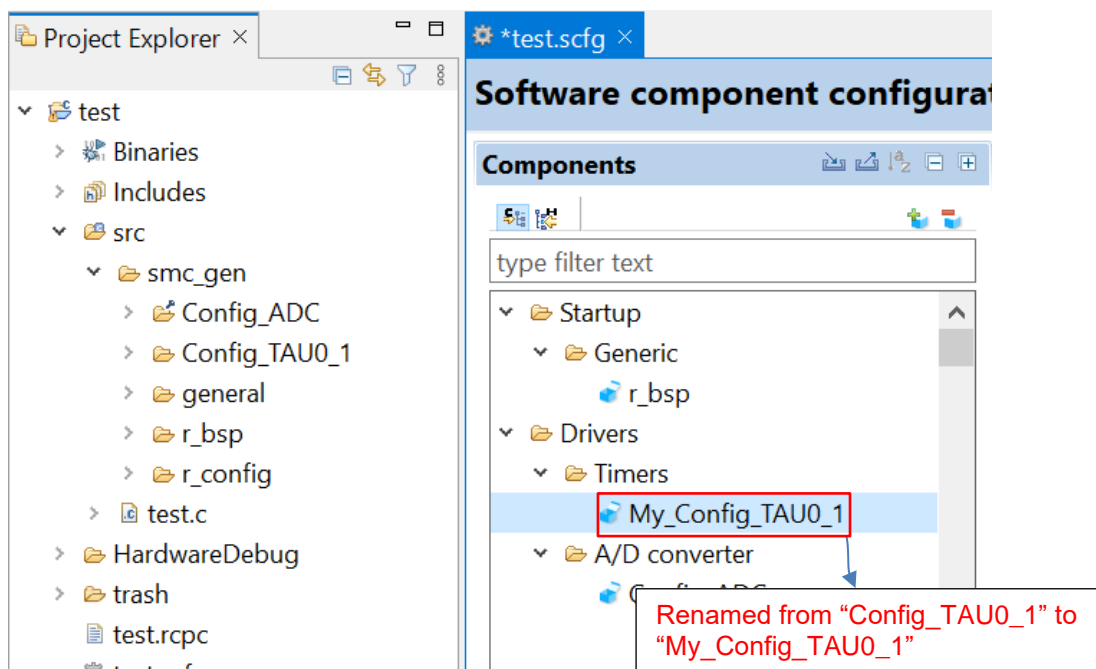 Project Explorer
test
Binaries
Includes
src
smc_gen
Config_ADC
Config_TAU0_1
general
r_bsp
r_config
test.c
HardwareDebug
trash
test.rcpc
*test.scfg
Software component configura
Components
type filter text
Startup
Generic
r_bsp
Drivers
Timers
My_Config_TAU0_1
A/D converter
Renamed from “Config_TAU0_1” to
“My_Config_TAU0_1”